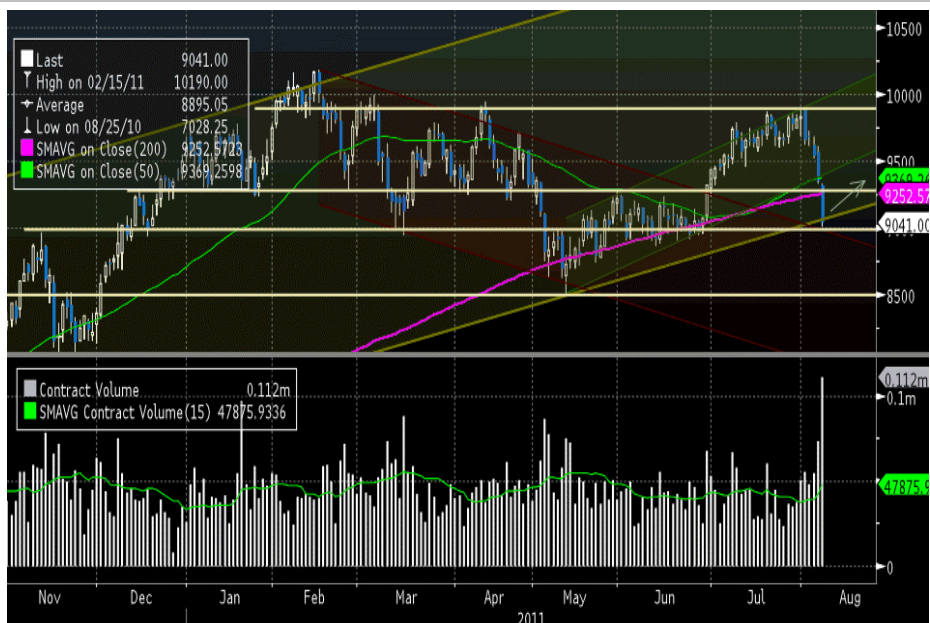 Last 9041.00
High on 02/15/11 10190.00
Average 8895.05
Low on 08/25/10 7028.25
SMAVG on Close(200) 9252.5723
SMAVG on Close(50) 9369.2598
10500
10000
9500
9369.26
9252.57
9041.00
8500
Contract Volume 0.112m
SMAVG Contract Volume(15) 47875.9336
0.112m
0.1m
47875.9
0
Nov Dec Jan Feb Mar Apr May Jun Jul Aug
2011